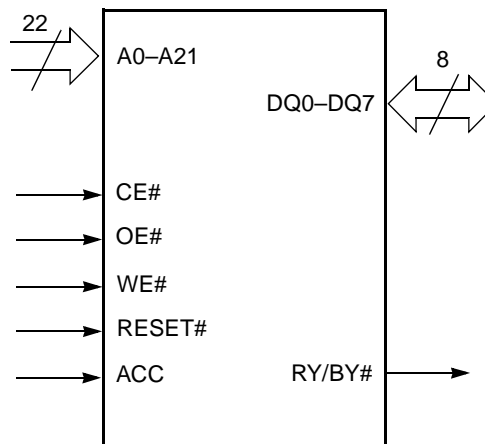 22
A0–A21
8
DQ0–DQ7
CE#
OE#
WE#
RESET#
ACC
RY/BY#